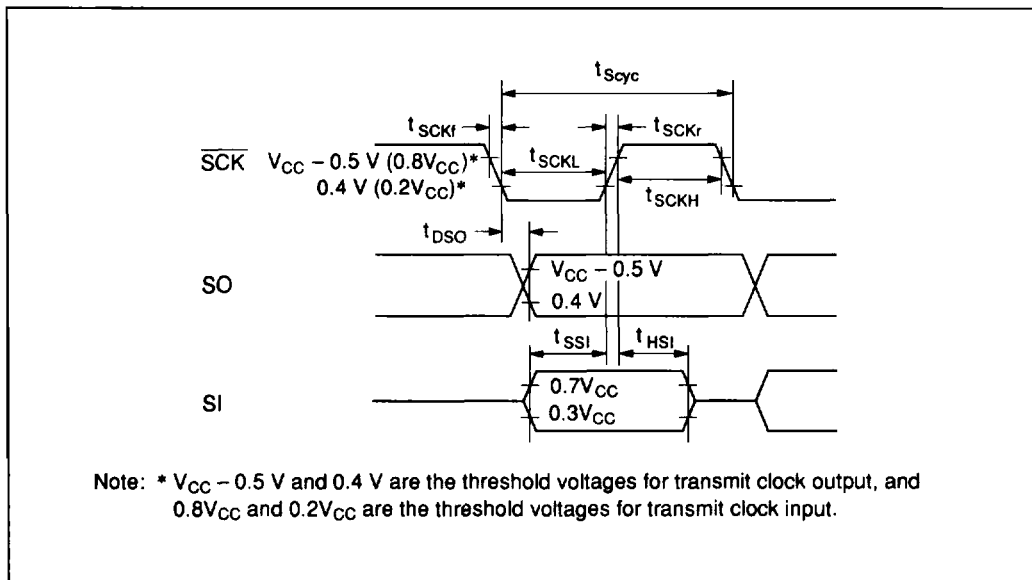 tScyc
tSCKf
tSCKr
SCK VCC – 0.5 V (0.8VCC)*
tSCKL
0.4 V (0.2VCC)*
tSCKH
tDSO
SO
VCC – 0.5 V
0.4 V
tSSI
tHSI
SI
0.7VCC
0.3VCC
Note: * VCC – 0.5 V and 0.4 V are the threshold voltages for transmit clock output, and
0.8VCC and 0.2VCC are the threshold voltages for transmit clock input.